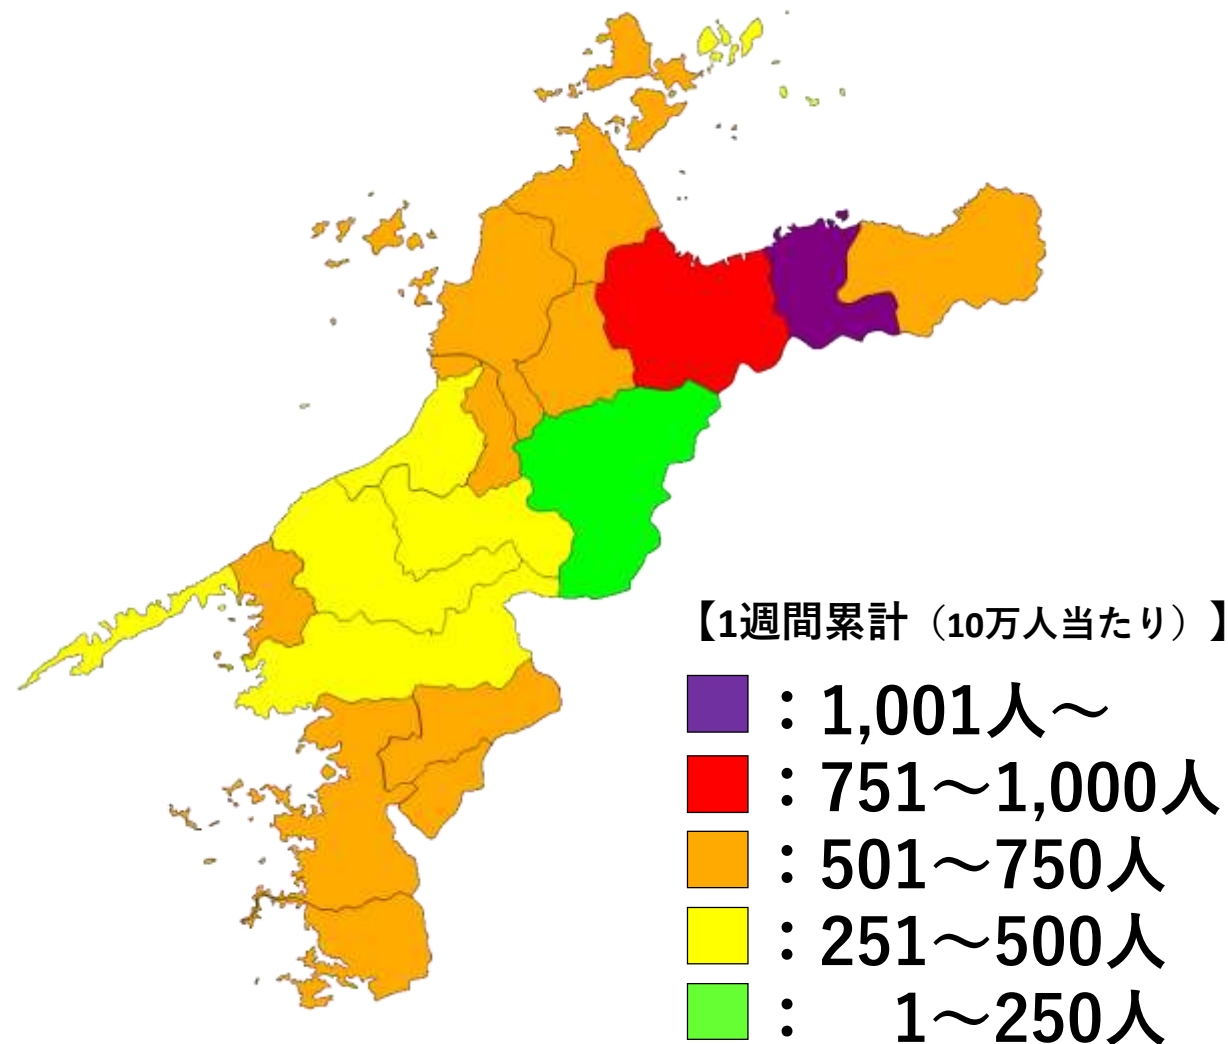 【1週間累計（10万人当たり）】
：1,001人～
：751～1,000人
：501～750人
：251～500人
：　1～250人